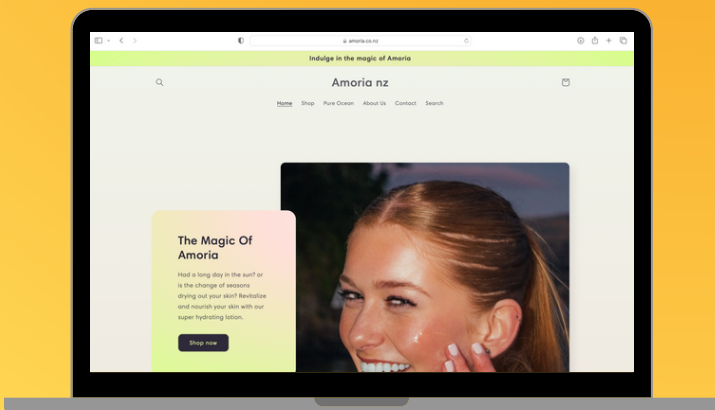 amoria.co.nz
Indulge in the magic of Amoria
Amoria nz
Home Shop Pure Ocean About Us Contact Search
The Magic Of
Amoria
Had a long day in the sun? or
is the change of seasons
drying out your skin? Revitalize
and nourish your skin with our
super hydrating lotion.
Shop now